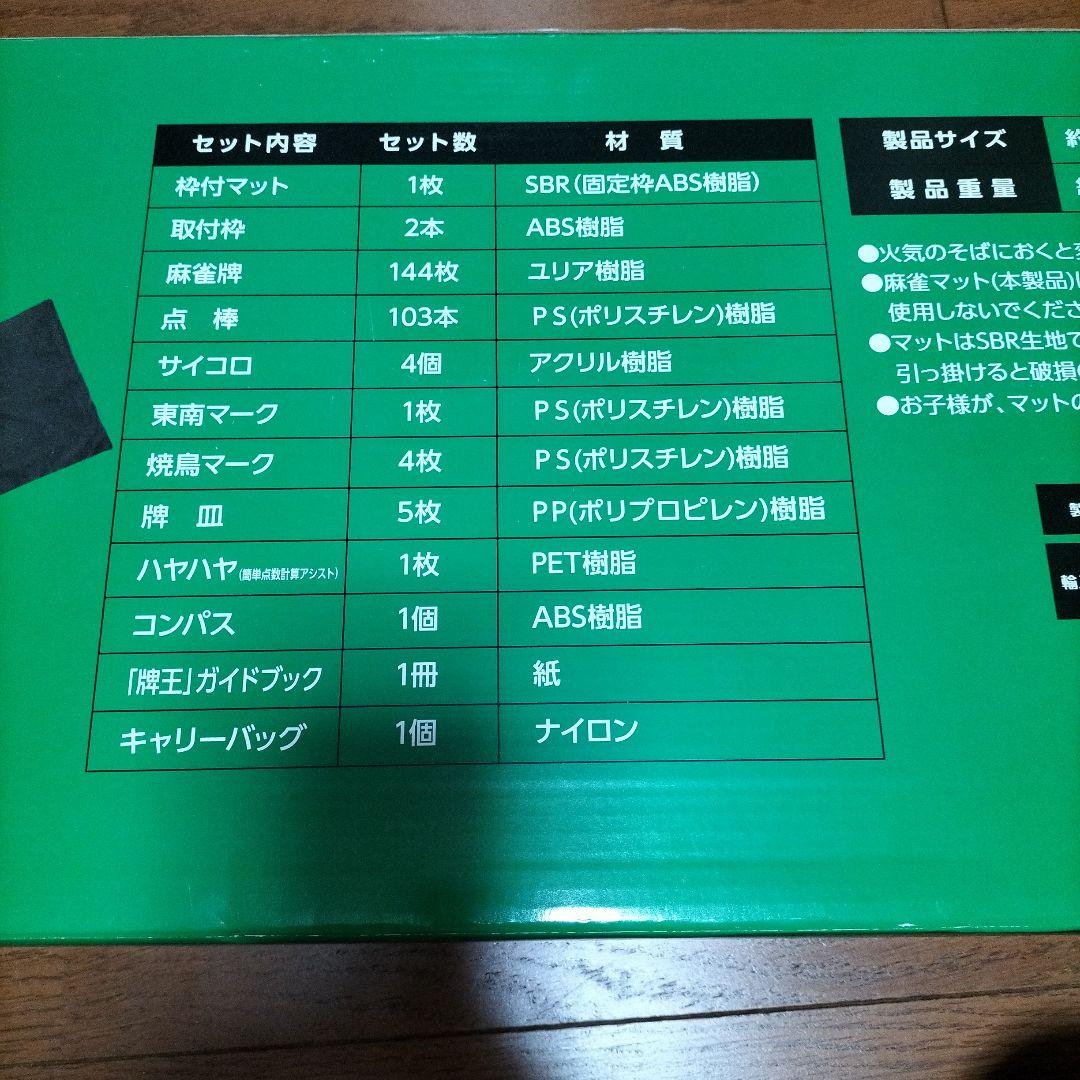 セット内容 セット数 材 質
枠付マット 1枚 SBR(固定枠ABS樹脂)
取付枠 2本 ABS樹脂
麻雀牌 144枚 ユリア樹脂
点 棒 103本 PS(ポリスチレン)樹脂
サイコロ 4個 アクリル樹脂
東南マーク 1枚 PS(ポリスチレン)樹脂
焼鳥マーク 4枚 PS(ポリスチレン)樹脂
牌 皿 5枚 PP(ポリプロピレン)樹脂
ハヤハヤ(簡単点数計算アシスト) 1枚 PET樹脂
コンパス 1個 ABS樹脂
「牌王」ガイドブック 1冊 紙
キャリーバッグ 1個 ナイロン
製品サイズ 約
製品重量
●火気のそばにおくと
●麻雀マット(本製品)
使用しないでくださ
●マットはSBR生地で
引っ掛けると破損
●お子様が、マットの
製
輸